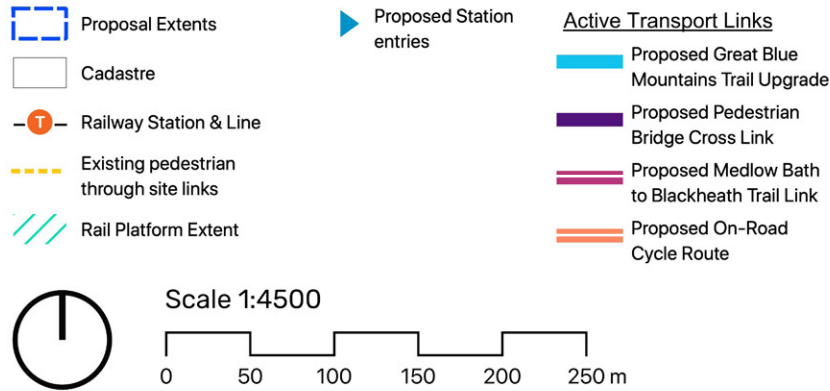 Proposal Extents
Cadastre
T
Railway Station & Line
Existing pedestrian
through site links
Rail Platform Extent
Proposed Station
entries
Active Transport Links
Proposed Great Blue
Mountains Trail Upgrade
Proposed Pedestrian
Bridge Cross Link
Proposed Medlow Bath
to Blackheath Trail Link
Proposed On-Road
Cycle Route
Scale 1:4500
0 50 100 150 200 250 m